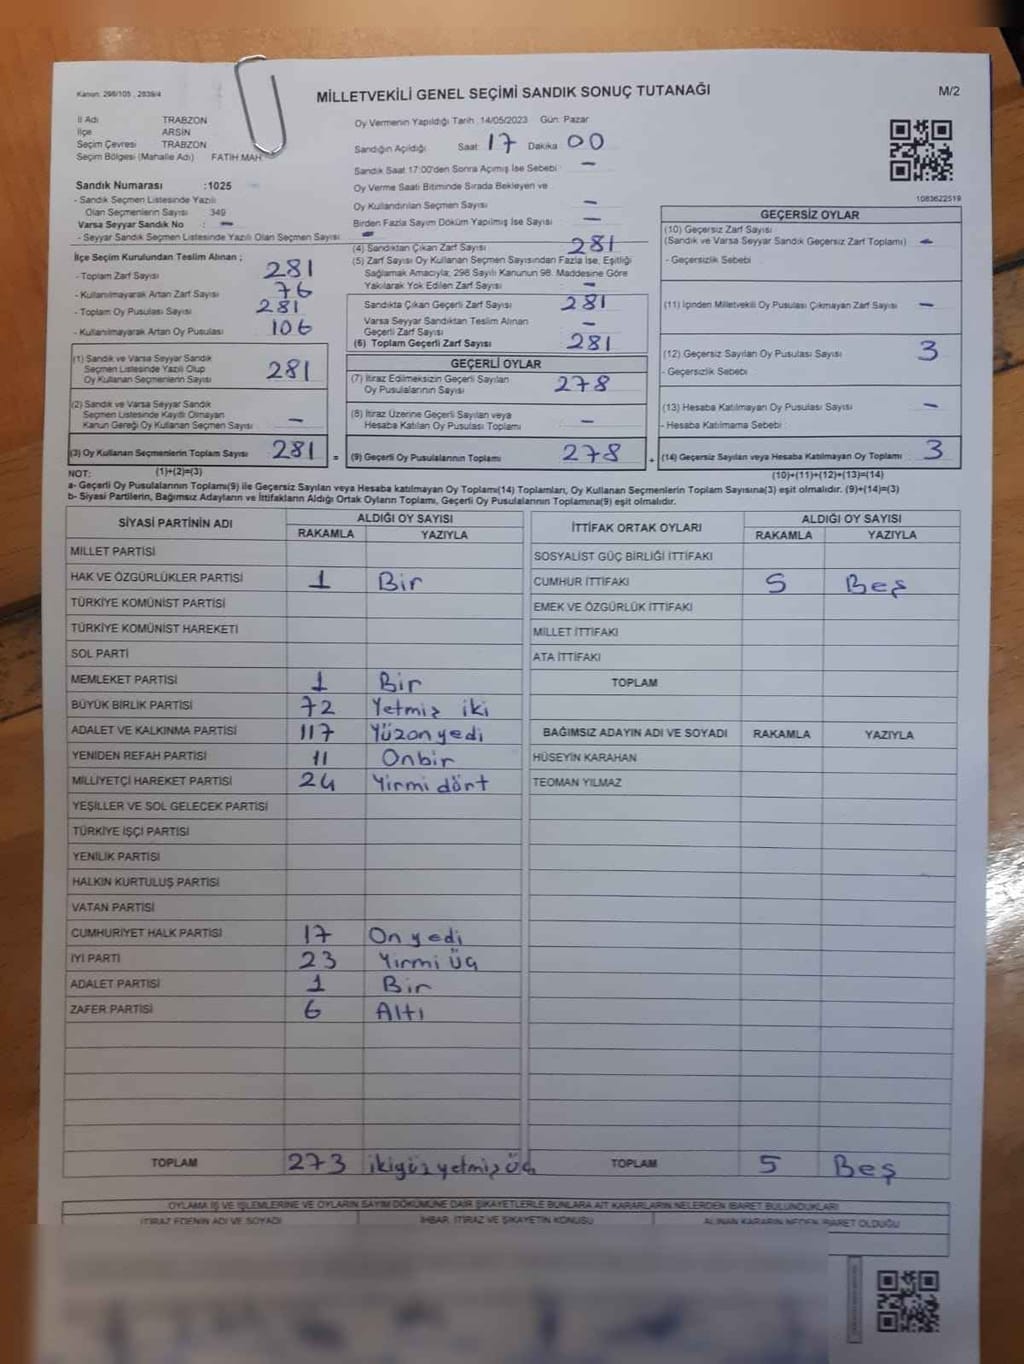 Kanun: 298/105 , 2839/4
MİLLETVEKİLİ GENEL SEÇİMİ SANDIK SONUÇ TUTANAĞI
M/2
İl Adı TRABZON
İlçe ARSİN
Seçim Çevresi TRABZON
Seçim Bölgesi (Mahalle Adı) FATİH MAH.
Sandık Numarası :1025
- Sandık Seçmen Listesinde Yazılı
Olan Seçmenlerin Sayısı 349
Varsa Seyyar Sandık No : -
- Seyyar Sandık Seçmen Listesinde Yazılı Olan Seçmen Sayısı -
İlçe Seçim Kurulundan Teslim Alınan ;
- Toplam Zarf Sayısı 281
- Kullanılmayarak Artan Zarf Sayısı 76
- Toplam Oy Pusulası 281
- Kullanılmayarak Artan Oy Pusulası 106
(1) Sandık ve Varsa Seyyar Sandık
Seçmen Listesinde Yazılı Olup
Oy Kullanan Seçmenlerin Sayısı 281
(2) Sandık ve Varsa Seyyar Sandık
Seçmen Listesinde Kayıtlı Olmayan
Kanun Gereği Oy Kullanan Seçmen Sayısı -
(3) Oy Kullanan Seçmenlerin Toplam Sayısı 281 =
Oy Vermenin Yapıldığı Tarih :14/05/2023 Gün: Pazar
Sandığın Açıldığı Saat 17 Dakika 00
Sandık Saat 17:00'den Sonra Açılmış İse Sebebi -
Oy Verme Saati Bitiminde Sırada Bekleyen ve
Oy Kullandırılan Seçmen Sayısı -
Birden Fazla Sayım Döküm Yapılmış İse Sayısı -
(4) Sandıktan Çıkan Zarf Sayısı 281
(5) Zarf Sayısı Oy Kullanan Seçmen Sayısından Fazla İse, Eşitliği
Sağlamak Amacıyla; 298 Sayılı Kanunun 98. Maddesine Göre
Yakılarak Yok Edilen Zarf Sayısı -
Sandıkta Çıkan Geçerli Zarf Sayısı 281
Varsa Seyyar Sandıktan Teslim Alınan
Geçerli Zarf Sayısı -
(6) Toplam Geçerli Zarf Sayısı 281
GEÇERLİ OYLAR
(7) İtiraz Edilmeksizin Geçerli Sayılan
Oy Pusulalarının Sayısı 278
(8) İtiraz Üzerine Geçerli Sayılan veya
Hesaba Katılan Oy Pusulası Toplamı -
(9) Geçerli Oy Pusulalarının Toplamı 278 +
1083622519
GEÇERSİZ OYLAR
(10) Geçersiz Zarf Sayısı
(Sandık ve Varsa Seyyar Sandık Geçersiz Zarf Toplamı) -
- Geçersizlik Sebebi
(11) İçinden Milletvekili Oy Pusulası Çıkmayan Zarf Sayısı -
(12) Geçersiz Sayılan Oy Pusulası Sayısı 3
- Geçersizlik Sebebi
(13) Hesaba Katılmayan Oy Pusulası Sayısı -
- Hesaba Katılmama Sebebi
(14) Geçersiz Sayılan veya Hesaba Katılmayan Oy Toplamı 3
NOT: (1)+(2)=(3) (10)+(11)+(12)+(13)=(14)
a- Geçerli Oy Pusulalarının Toplamı(9) ile Geçersiz Sayılan veya Hesaba katılmayan Oy Toplamı(14) Toplamları, Oy Kullanan Seçmenlerin Toplam Sayısına(3) eşit olmalıdır. (9)+(14)=(3)
b- Siyasi Partilerin, Bağımsız Adayların ve İttifakların Aldığı Ortak Oyların Toplamı, Geçerli Oy Pusulalarının Toplamına(9) eşit olmalıdır.
SİYASİ PARTİNİN ADI ALDIĞI OY SAYISI
RAKAMLA YAZIYLA
MİLLET PARTİSİ
HAK VE ÖZGÜRLÜKLER PARTİSİ 1 Bir
TÜRKİYE KOMÜNİST PARTİSİ
TÜRKİYE KOMÜNİST HAREKETİ
SOL PARTİ
MEMLEKET PARTİSİ 1 Bir
BÜYÜK BİRLİK PARTİSİ 72 Yetmiş iki
ADALET VE KALKINMA PARTİSİ 117 Yüzonyedi
YENİDEN REFAH PARTİSİ 11 Onbir
MİLLİYETÇİ HAREKET PARTİSİ 24 Yirmi dört
YEŞİLLER VE SOL GELECEK PARTİSİ
TÜRKİYE İŞÇİ PARTİSİ
YENİLİK PARTİSİ
HALKIN KURTULUŞ PARTİSİ
VATAN PARTİSİ
CUMHURİYET HALK PARTİSİ 17 On yedi
İYİ PARTİ 23 Yirmi üç
ADALET PARTİSİ 1 Bir
ZAFER PARTİSİ 6 Altı
TOPLAM 273 ikiyüzyetmişüç
İTTİFAK ORTAK OYLARI ALDIĞI OY SAYISI
RAKAMLA YAZIYLA
SOSYALİST GÜÇ BİRLİĞİ İTTİFAKI
CUMHUR İTTİFAKI 5 Beş
EMEK VE ÖZGÜRLÜK İTTİFAKI
MİLLET İTTİFAKI
ATA İTTİFAKI
TOPLAM
BAĞIMSIZ ADAYIN ADI VE SOYADI RAKAMLA YAZIYLA
HÜSEYİN KARAHAN
TEOMAN YILMAZ
TOPLAM 5 Beş
OYLAMA İŞ VE İŞLEMLERİNE VE OYLARIN SAYIM DÖKÜMÜNE DAİR ŞİKAYETLERLE BUNLARA AİT KARARLARIN NELERDEN İBARET BULUNDUKLARI
İTİRAZ EDENİN ADI VE SOYADI İHBAR, İTİRAZ VE ŞİKAYETİN KONUSU ALINAN KARARIN NEDEN İBARET OLDUĞU